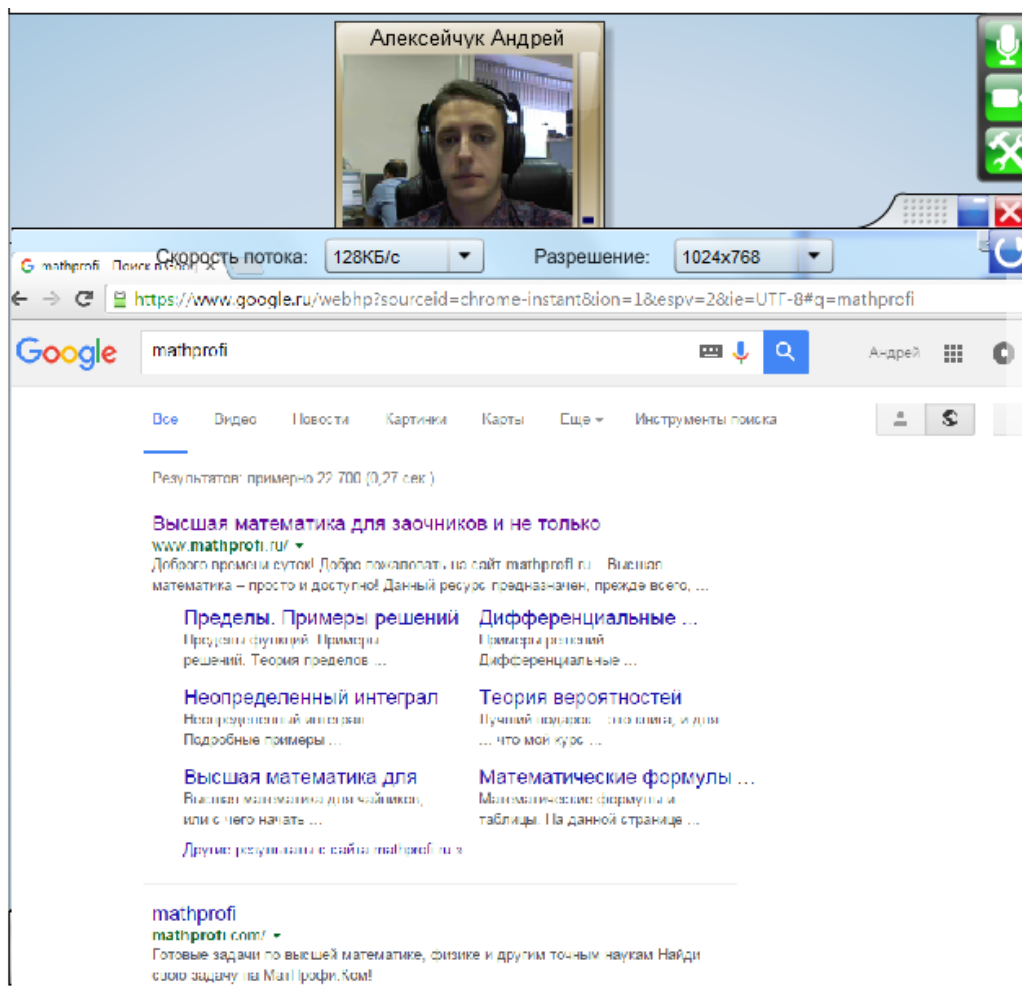 Алексейчук Андрей
Скорость потока: 128КБ/с Разрешение: 1024x768
mathprofi Поиск в Goog
https://www.google.ru/webhp?sourceid=chrome-instant&ion=1&espv=2&ie=UTF-8#q=mathprofi
Google mathprofi Андрей
Все Видео Новости Картинки Карты Еще Инструменты поиска
Результатов: примерно 22 700 (0,27 сек.)
Высшая математика для заочников и не только
www.mathprofi.ru/
Доброго времени суток! Добро пожаловать на сайт mathprofi.ru – Высшая
математика – просто и доступно! Данный ресурс предназначен, прежде всего, ...
Пределы. Примеры решений
Пределы функций. Примеры
решений. Теория пределов ...
Дифференциальные ...
Примеры решений
Дифференциальные ...
Неопределенный интеграл
Неопределенный интеграл
Подробные примеры ...
Теория вероятностей
Лучший подарок - это книга, и для
... что мой курс ...
Высшая математика для
Высшая математика для чайников,
или с чего начать ...
Математические формулы ...
Математические формулы и
таблицы. На данной странице ...
Другие результаты с сайта mathprofi.ru »
mathprofi
mathprofi.com/
Готовые задачи по высшей математике, физике и другим точным наукам Найди
свою задачу на МатПрофи.Ком!